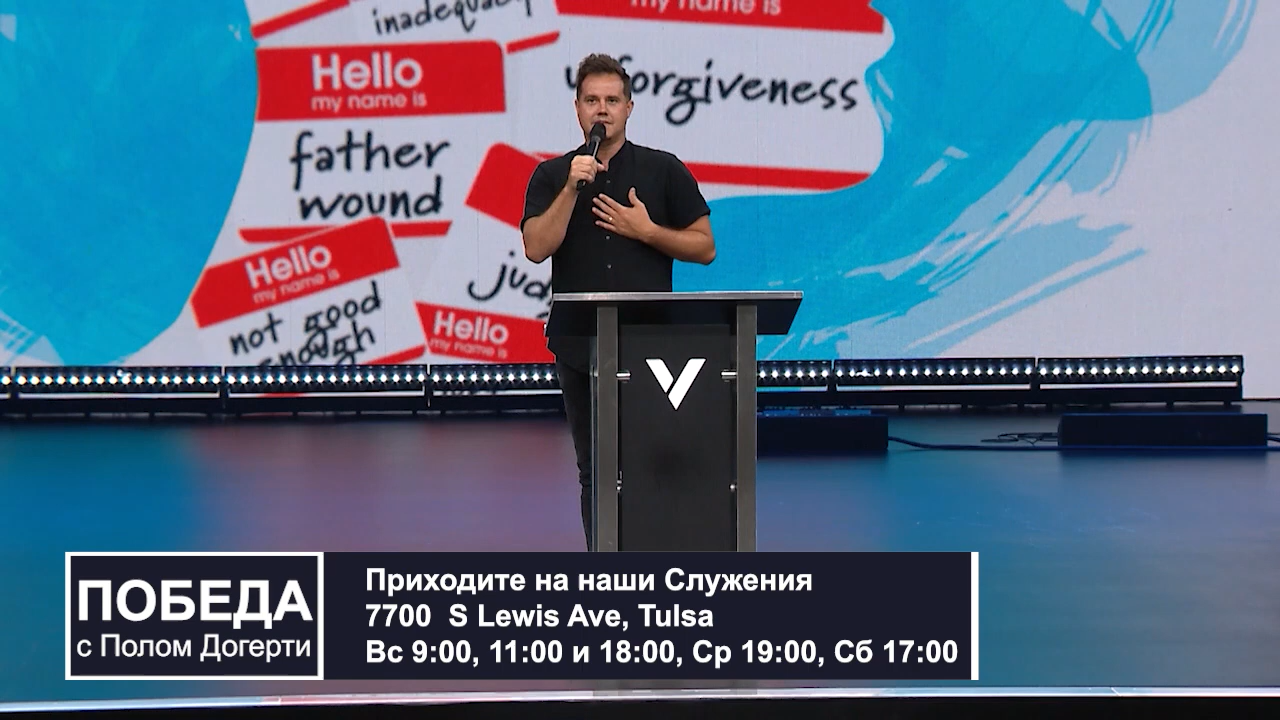 inadequacy
my name is
Hello
my name is
unforgiveness
father
wound
Hello
my name is
not good
enough
Hello
my name is
ПОБЕДА
с Полом Догерти
Приходите на наши Служения
7700 S Lewis Ave, Tulsa
Вс 9:00, 11:00 и 18:00, Ср 19:00, Сб 17:00